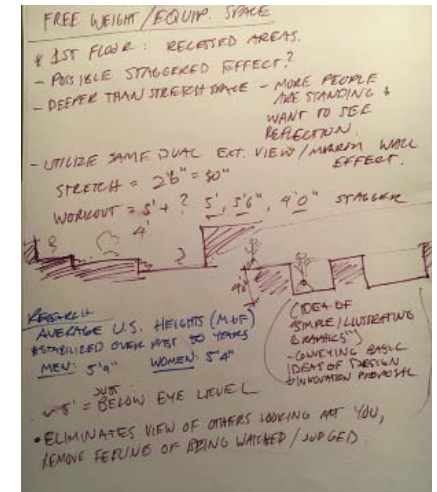 FREE WEIGHT/EQUIP. SPACE
* 1ST FLOOR: RECESSED AREAS.
- POSSIBLE STAGGERED EFFECT?
- DEEPER THAN STRETCH SPACE - MORE PEOPLE
ARE STANDING &
WANT TO SEE
REFLECTION.
- UTILIZE SAME DUAL EXT. VIEW/MIRROR WALL
EFFECT.
STRETCH = 2'6" = 30"
WORKOUT = 3' + ? 5', 5'6", 4'0" STAGGER
4'
RESEARCH
AVERAGE U.S. HEIGHTS (M & F)
*STABILIZED OVER PAST 50 YEARS
MEN: 5'9" WOMEN: 5'4"
(IDEA OF
SIMPLE/ILLUSTRATING
GRAPHICS")
- CONVEYING BASIC
IDEAS OF DESIGN
INNOVATION PROPOSAL
5' = JUST BELOW EYE LEVEL
• ELIMINATES VIEW OF OTHERS LOOKING AT YOU,
REMOVE FEELING OF BEING WATCHED/JUDGED.